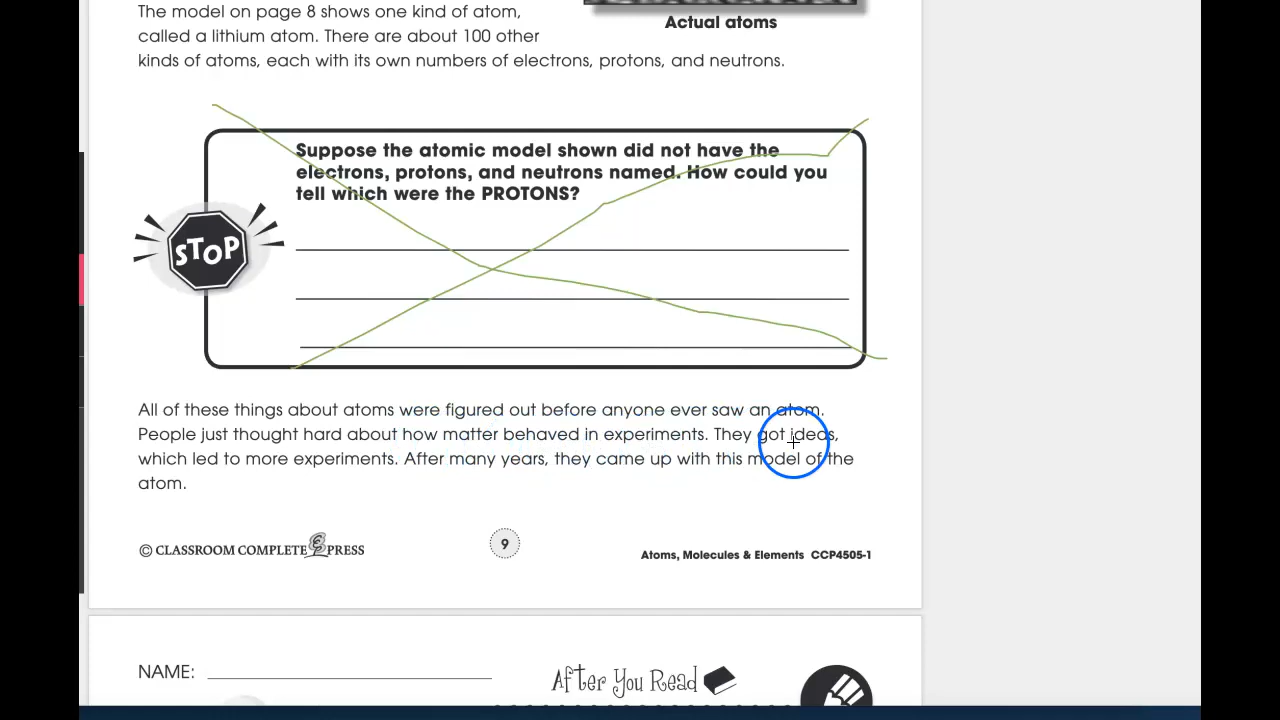 The model on page 8 shows one kind of atom,
called a lithium atom. There are about 100 other
kinds of atoms, each with its own numbers of electrons, protons, and neutrons.
Actual atoms
Suppose the atomic model shown did not have the
electrons, protons, and neutrons named. How could you
tell which were the PROTONS?
STOP
All of these things about atoms were figured out before anyone ever saw an atom.
People just thought hard about how matter behaved in experiments. They got ideas,
which led to more experiments. After many years, they came up with this model of the
atom.
© CLASSROOM COMPLETE PRESS
9
Atoms, Molecules & Elements CCP4505-1
NAME:
After You Read